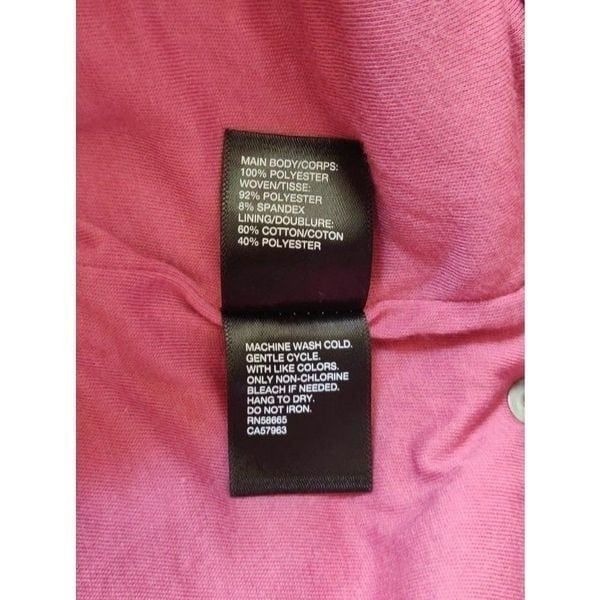 MAIN BODY/CORPS:
100% POLYESTER
WOVEN/TISSE:
92% POLYESTER
8% SPANDEX
LINING/DOUBLURE:
60% COTTON/COTON
40% POLYESTER
MACHINE WASH COLD.
GENTLE CYCLE.
WITH LIKE COLORS.
ONLY NON-CHLORINE
BLEACH IF NEEDED.
HANG TO DRY.
DO NOT IRON.
RN58665
CA57963